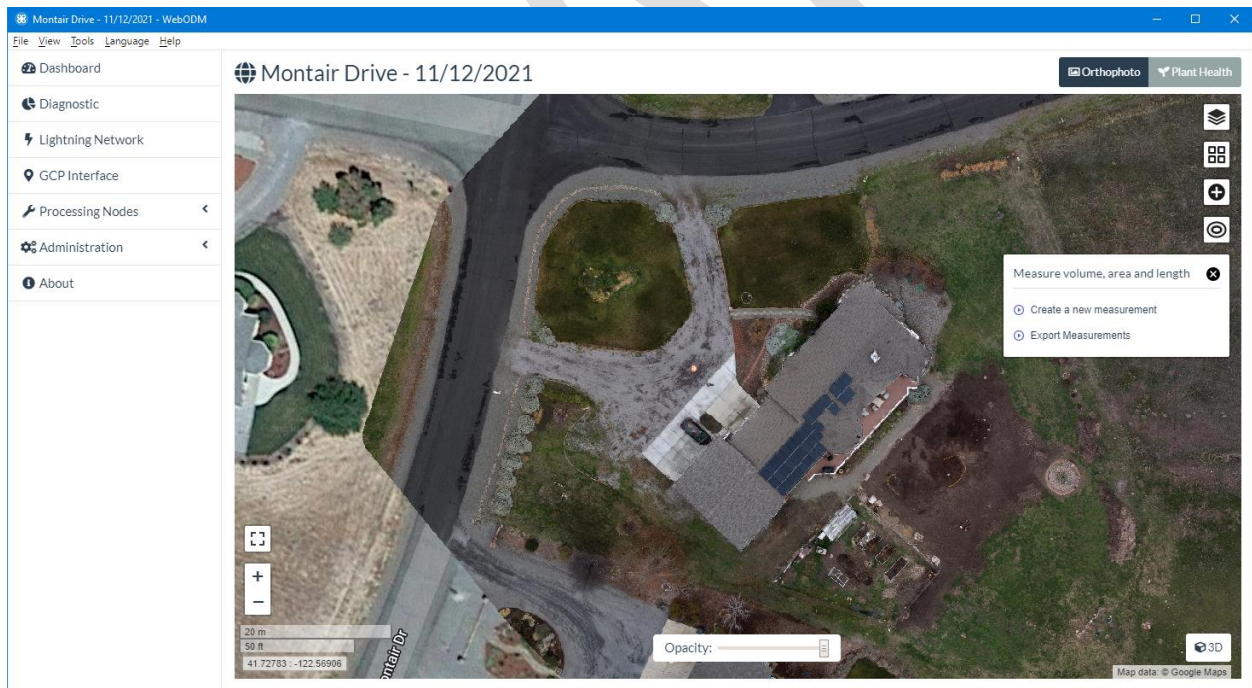 Montair Drive - 11/12/2021 - WebODM
File View Tools Language Help
Dashboard
Diagnostic
Lightning Network
GCP Interface
Processing Nodes
Administration
About
Montair Drive - 11/12/2021
Orthophoto Plant Health
Measure volume, area and length
Create a new measurement
Export Measurements
+
−
20 m
50 ft
41.72783 : -122.56906
ontair Dr
Opacity:
3D
Map data: © Google Maps